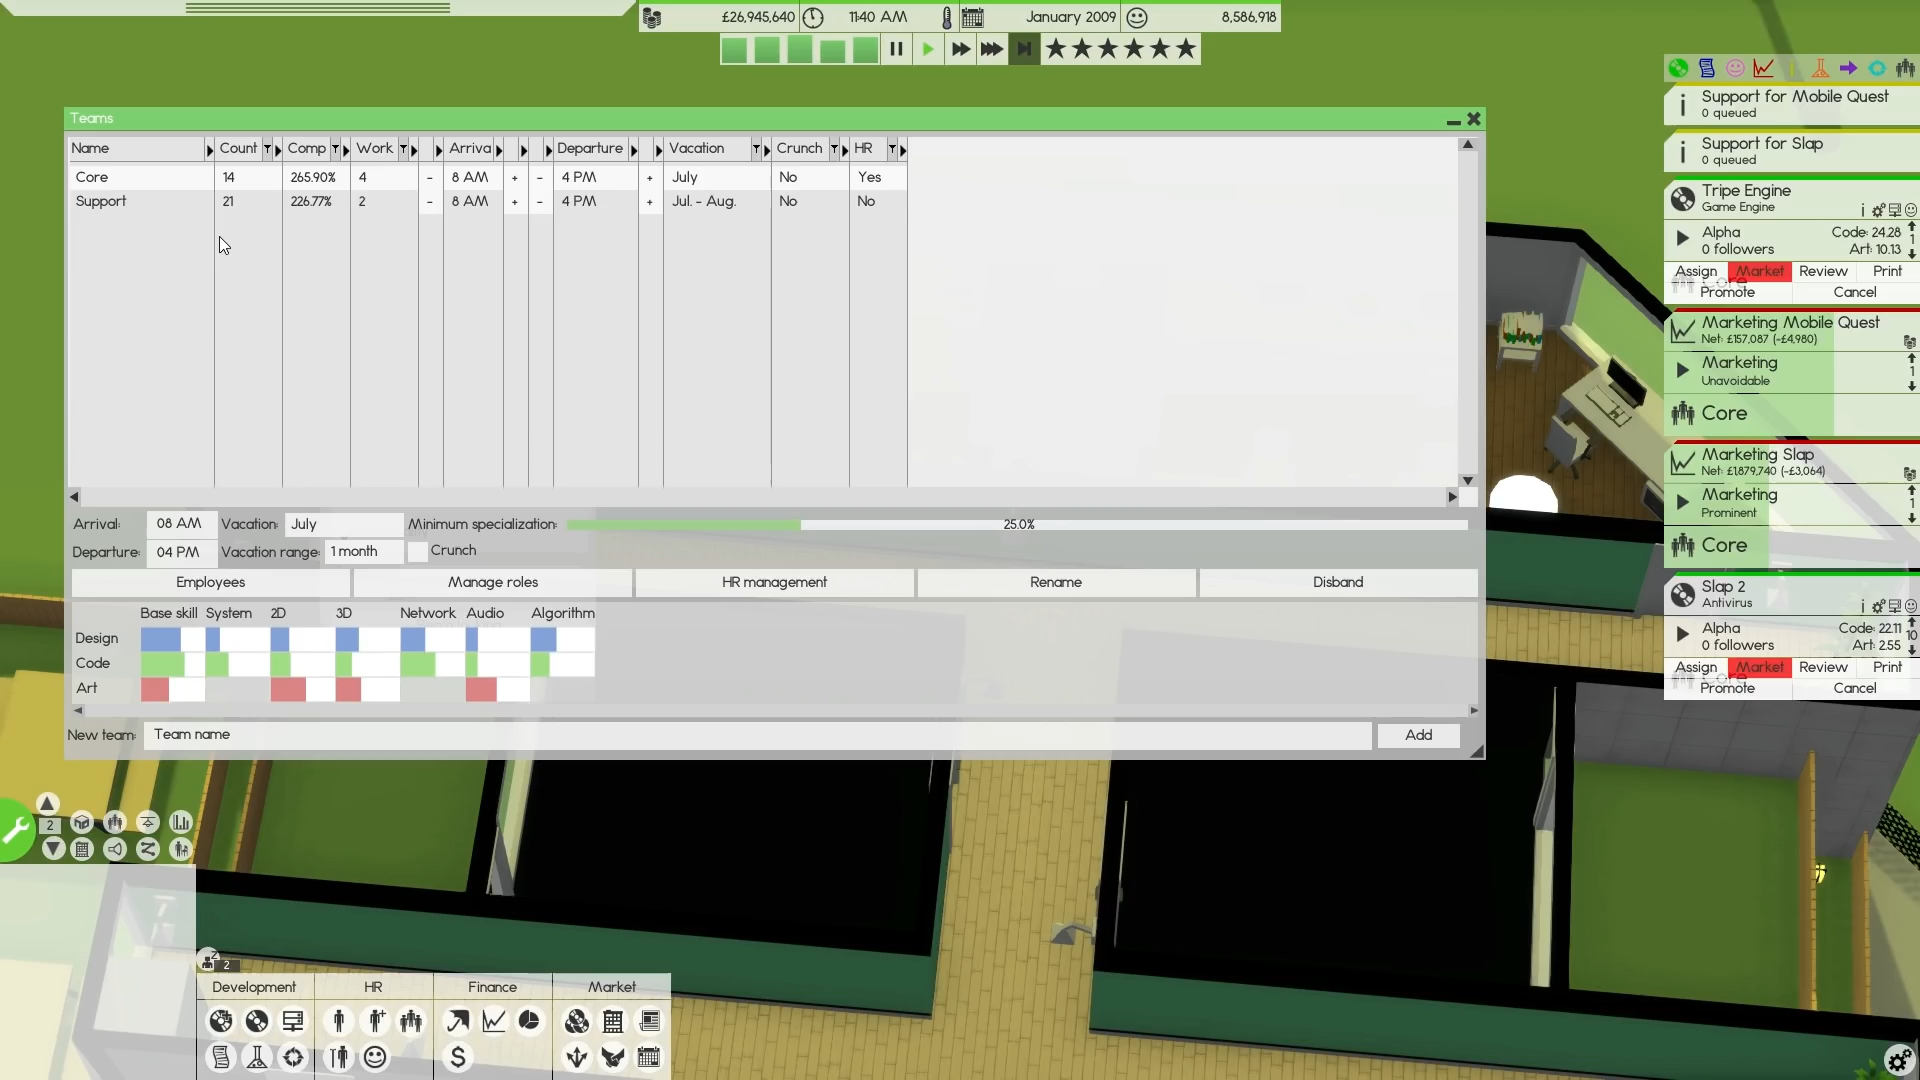 £26,945,640 11:40 AM January 2009 8,586,918
Teams
Name Count Comp Work Arriva Departure Vacation Crunch HR
Core 14 265.90% 4 - 8 AM + - 4 PM + July No Yes
Support 21 226.77% 2 - 8 AM + - 4 PM + Jul. - Aug. No No
Arrival: 08 AM Vacation: July Minimum specialization: 25.0%
Departure: 04 PM Vacation range: 1 month Crunch
Employees Manage roles HR management Rename Disband
Base skill System 2D 3D Network Audio Algorithm
Design
Code
Art
New team: Team name Add
Support for Mobile Quest
0 queued
Support for Slap
0 queued
Tripe Engine
Game Engine
Alpha Code: 24.28
0 followers Art: 10.13
1
Assign Market Review Print
Core
Promote Cancel
Marketing Mobile Quest
Net: £157,087 (-£4,980)
Marketing
Unavoidable
1
Core
Marketing Slap
Net: £1,879,740 (-£3,064)
Marketing
Prominent
1
Core
Slap 2
Antivirus
Alpha Code: 22.11
0 followers Art: 2.55
10
Assign Market Review Print
Core
Promote Cancel
2
2
Development HR Finance Market